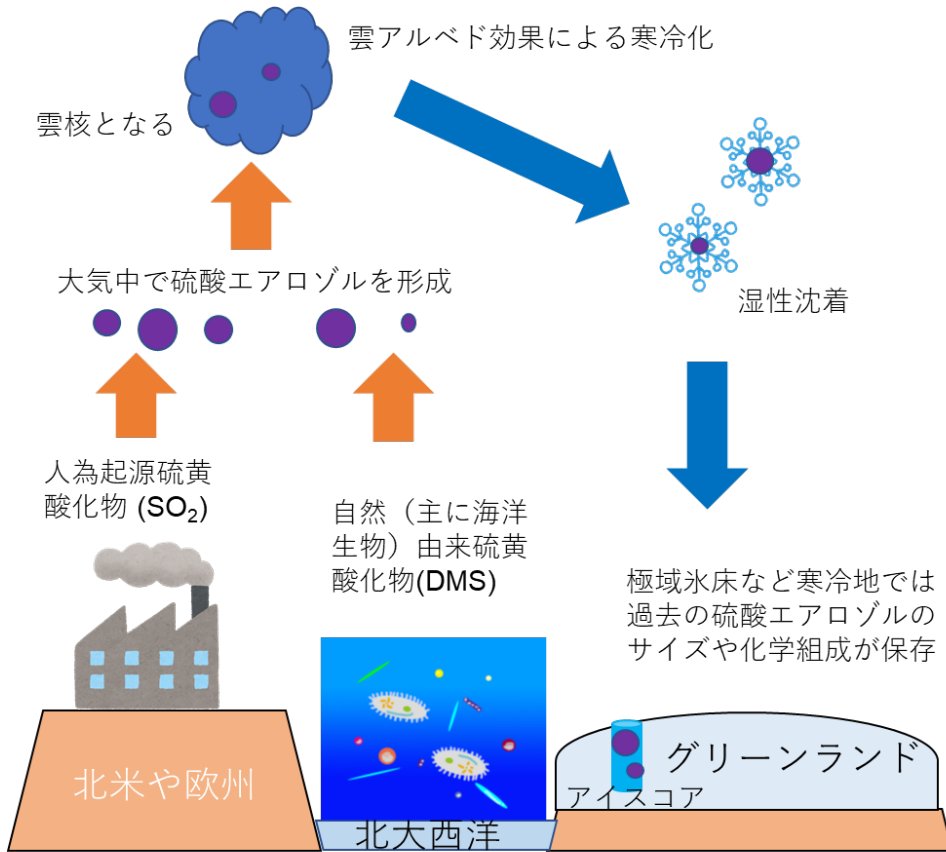 雲アルベド効果による寒冷化
雲核となる
大気中で硫酸エアロゾルを形成
湿性沈着
人為起源硫黄
酸化物 (SO₂)
自然（主に海洋
生物）由来硫黄
酸化物(DMS)
極域氷床など寒冷地では
過去の硫酸エアロゾルの
サイズや化学組成が保存
北米や欧州
北大西洋
グリーンランド
アイスコア